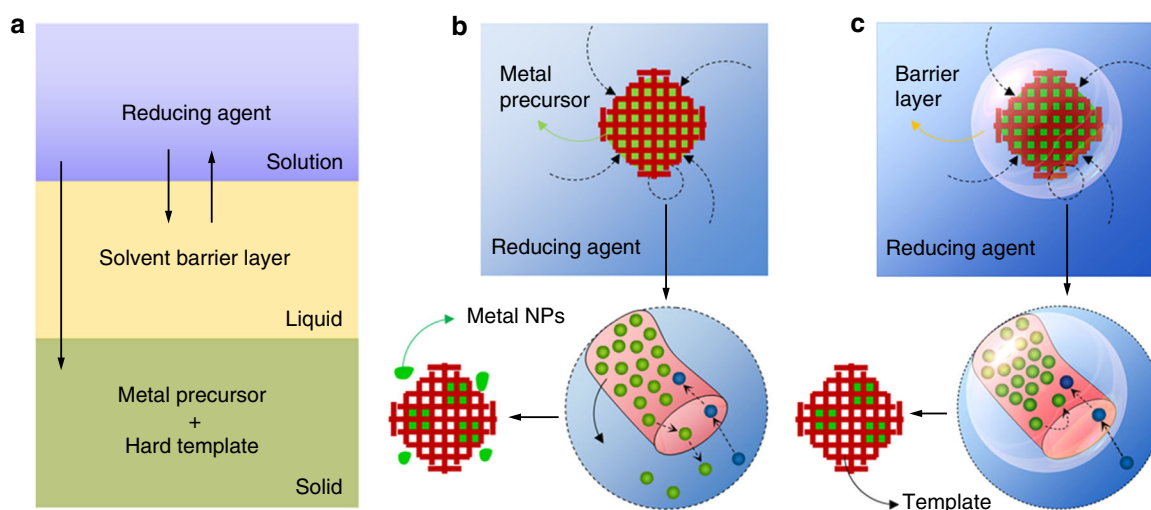 a
Reducing agent
Solution
Solvent barrier layer
Liquid
Metal precursor
+
Hard template
Solid
b
Metal
precursor
Reducing agent
Metal NPs
c
Barrier
layer
Reducing agent
Template